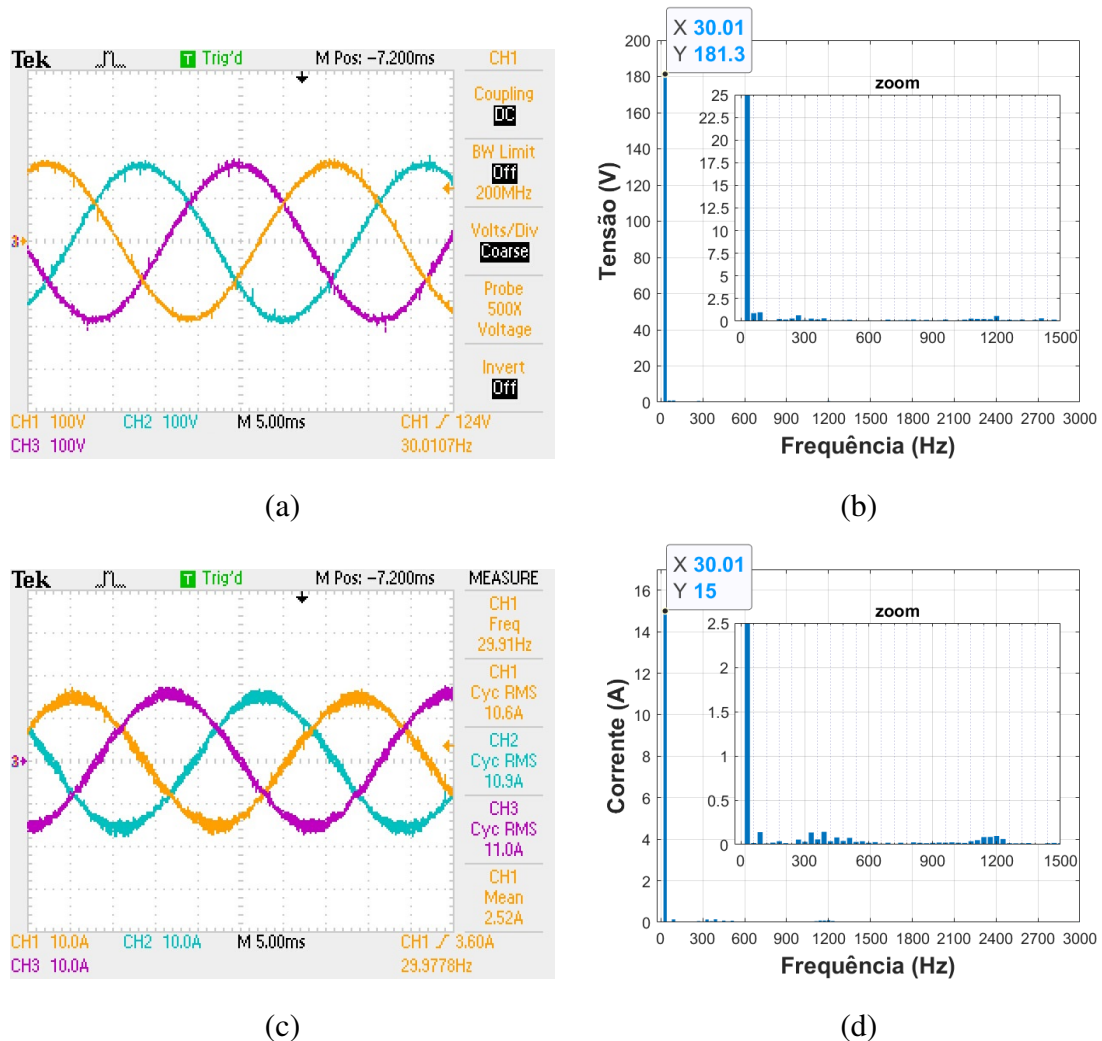 Tek T Trig'd M Pos: -7.200ms CH1
Coupling
DC
BW Limit
Off
200MHz
Volts/Div
Coarse
Probe
500X
Voltage
Invert
Off
3
CH1 100V CH2 100V M 5.00ms CH1 124V
CH3 100V 30.0107Hz
(a)
X 30.01
Y 181.3
200
180
160
140
120
100
80
60
40
20
0
Tensão (V)
zoom
25
22.5
20
17.5
15
12.5
10
7.5
5
2.5
0
0 300 600 900 1200 1500
0 300 600 900 1200 1500 1800 2100 2400 2700 3000
Frequência (Hz)
(b)
Tek T Trig'd M Pos: -7.200ms MEASURE
CH1
Freq
29.91Hz
CH1
Cyc RMS
10.6A
CH2
Cyc RMS
10.9A
CH3
Cyc RMS
11.0A
CH1
Mean
2.52A
3
CH1 10.0A CH2 10.0A M 5.00ms CH1 3.60A
CH3 10.0A 29.9778Hz
(c)
X 30.01
Y 15
16
14
12
10
8
6
4
2
0
Corrente (A)
zoom
2.5
2
1.5
1
0.5
0
0 300 600 900 1200 1500
0 300 600 900 1200 1500 1800 2100 2400 2700 3000
Frequência (Hz)
(d)